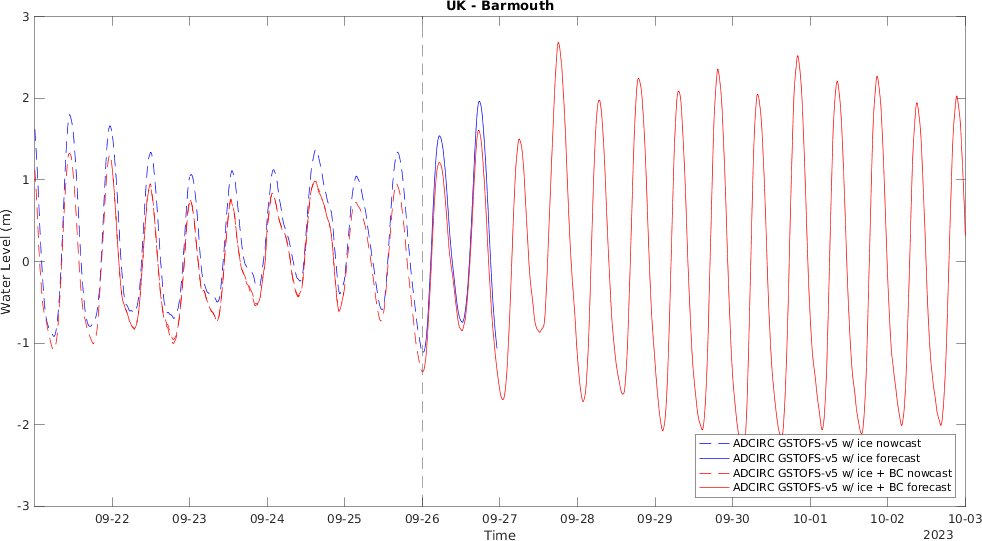 UK - Barmouth
3
2
1
0
-1
-2
-3
Water Level (m)
09-22 09-23 09-24 09-25 09-26 09-27 09-28 09-29 09-30 10-01 10-02 10-03
Time
2023
ADCIRC GSTOFS-v5 w/ ice nowcast
ADCIRC GSTOFS-v5 w/ ice forecast
ADCIRC GSTOFS-v5 w/ ice + BC nowcast
ADCIRC GSTOFS-v5 w/ ice + BC forecast